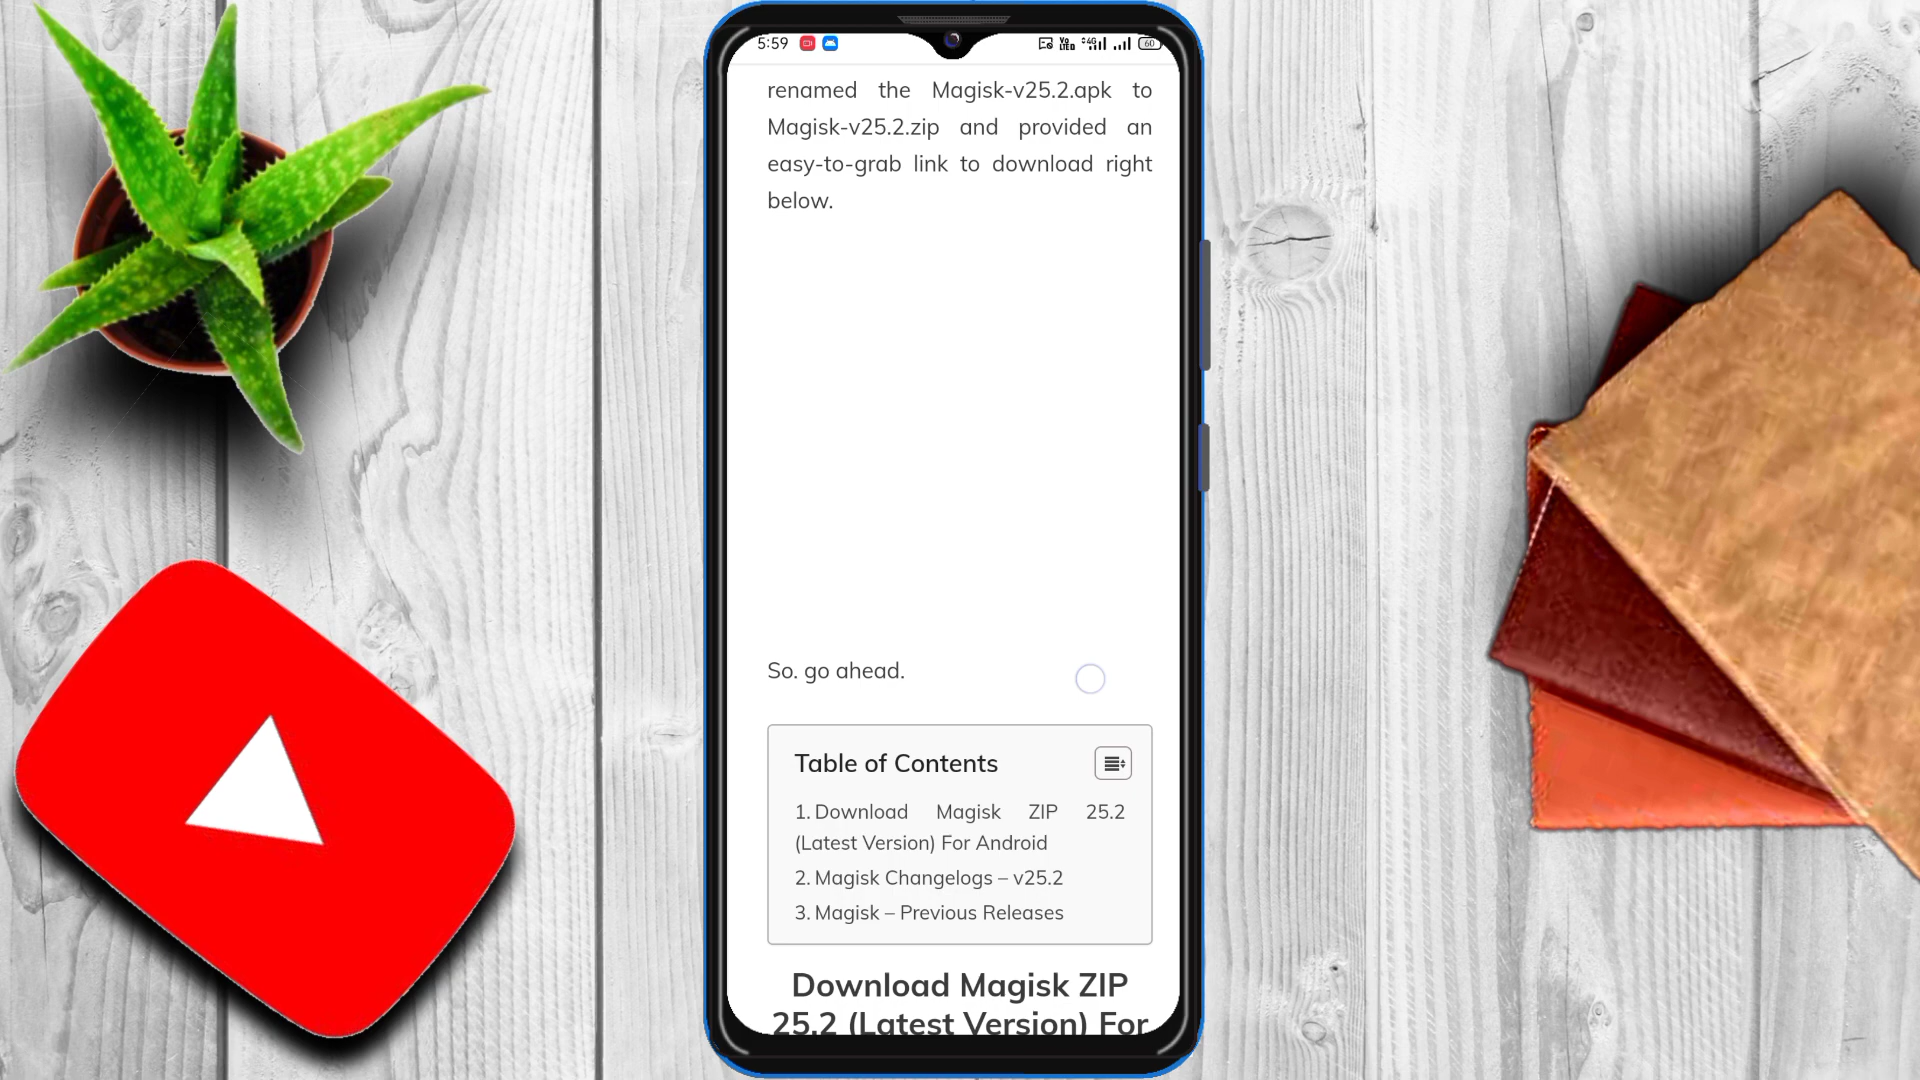 5:59
VoLTE
4G
60
renamed the Magisk-v25.2.apk to
Magisk-v25.2.zip and provided an
easy-to-grab link to download right
below.
So. go ahead.
Table of Contents
1. Download Magisk ZIP 25.2
(Latest Version) For Android
2. Magisk Changelogs – v25.2
3. Magisk – Previous Releases
Download Magisk ZIP
25.2 (Latest Version) For